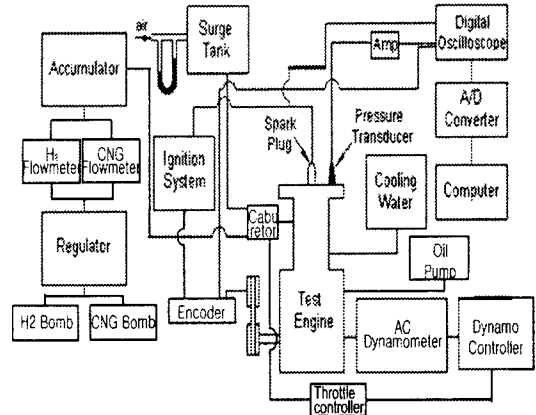 air
Surge
Tank
Amp
Digital
Oscilloscope
Accumulator
A/D
Converter
Spark
Plug
Pressure
Transducer
H2
Flowmeter
CNG
Flowmeter
Ignition
System
Cooling
Water
Computer
Cabu
retor
Regulator
Oil
Pump
H2 Bomb
CNG Bomb
Encoder
Test
Engine
AC
Dynamometer
Dynamo
Controller
Throttle
controller